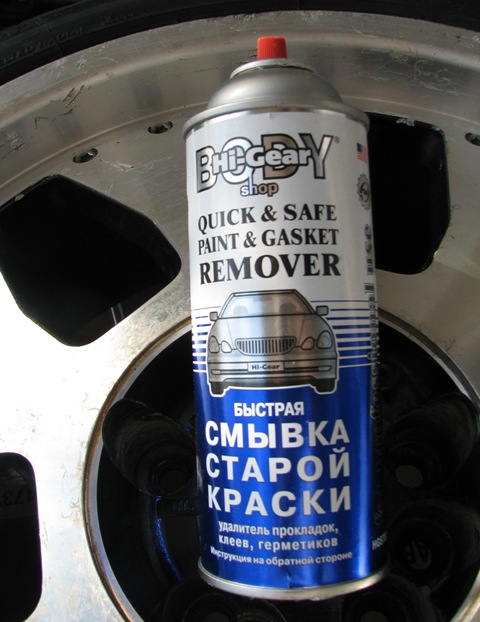 BODY
Hi-Gear®
shop
QUICK & SAFE
PAINT & GASKET
REMOVER
Hi-Gear
БЫСТРАЯ
СМЫВКА
СТАРОЙ
КРАСКИ
удалитель прокладок,
клеев, герметиков
Инструкция на обратной стороне